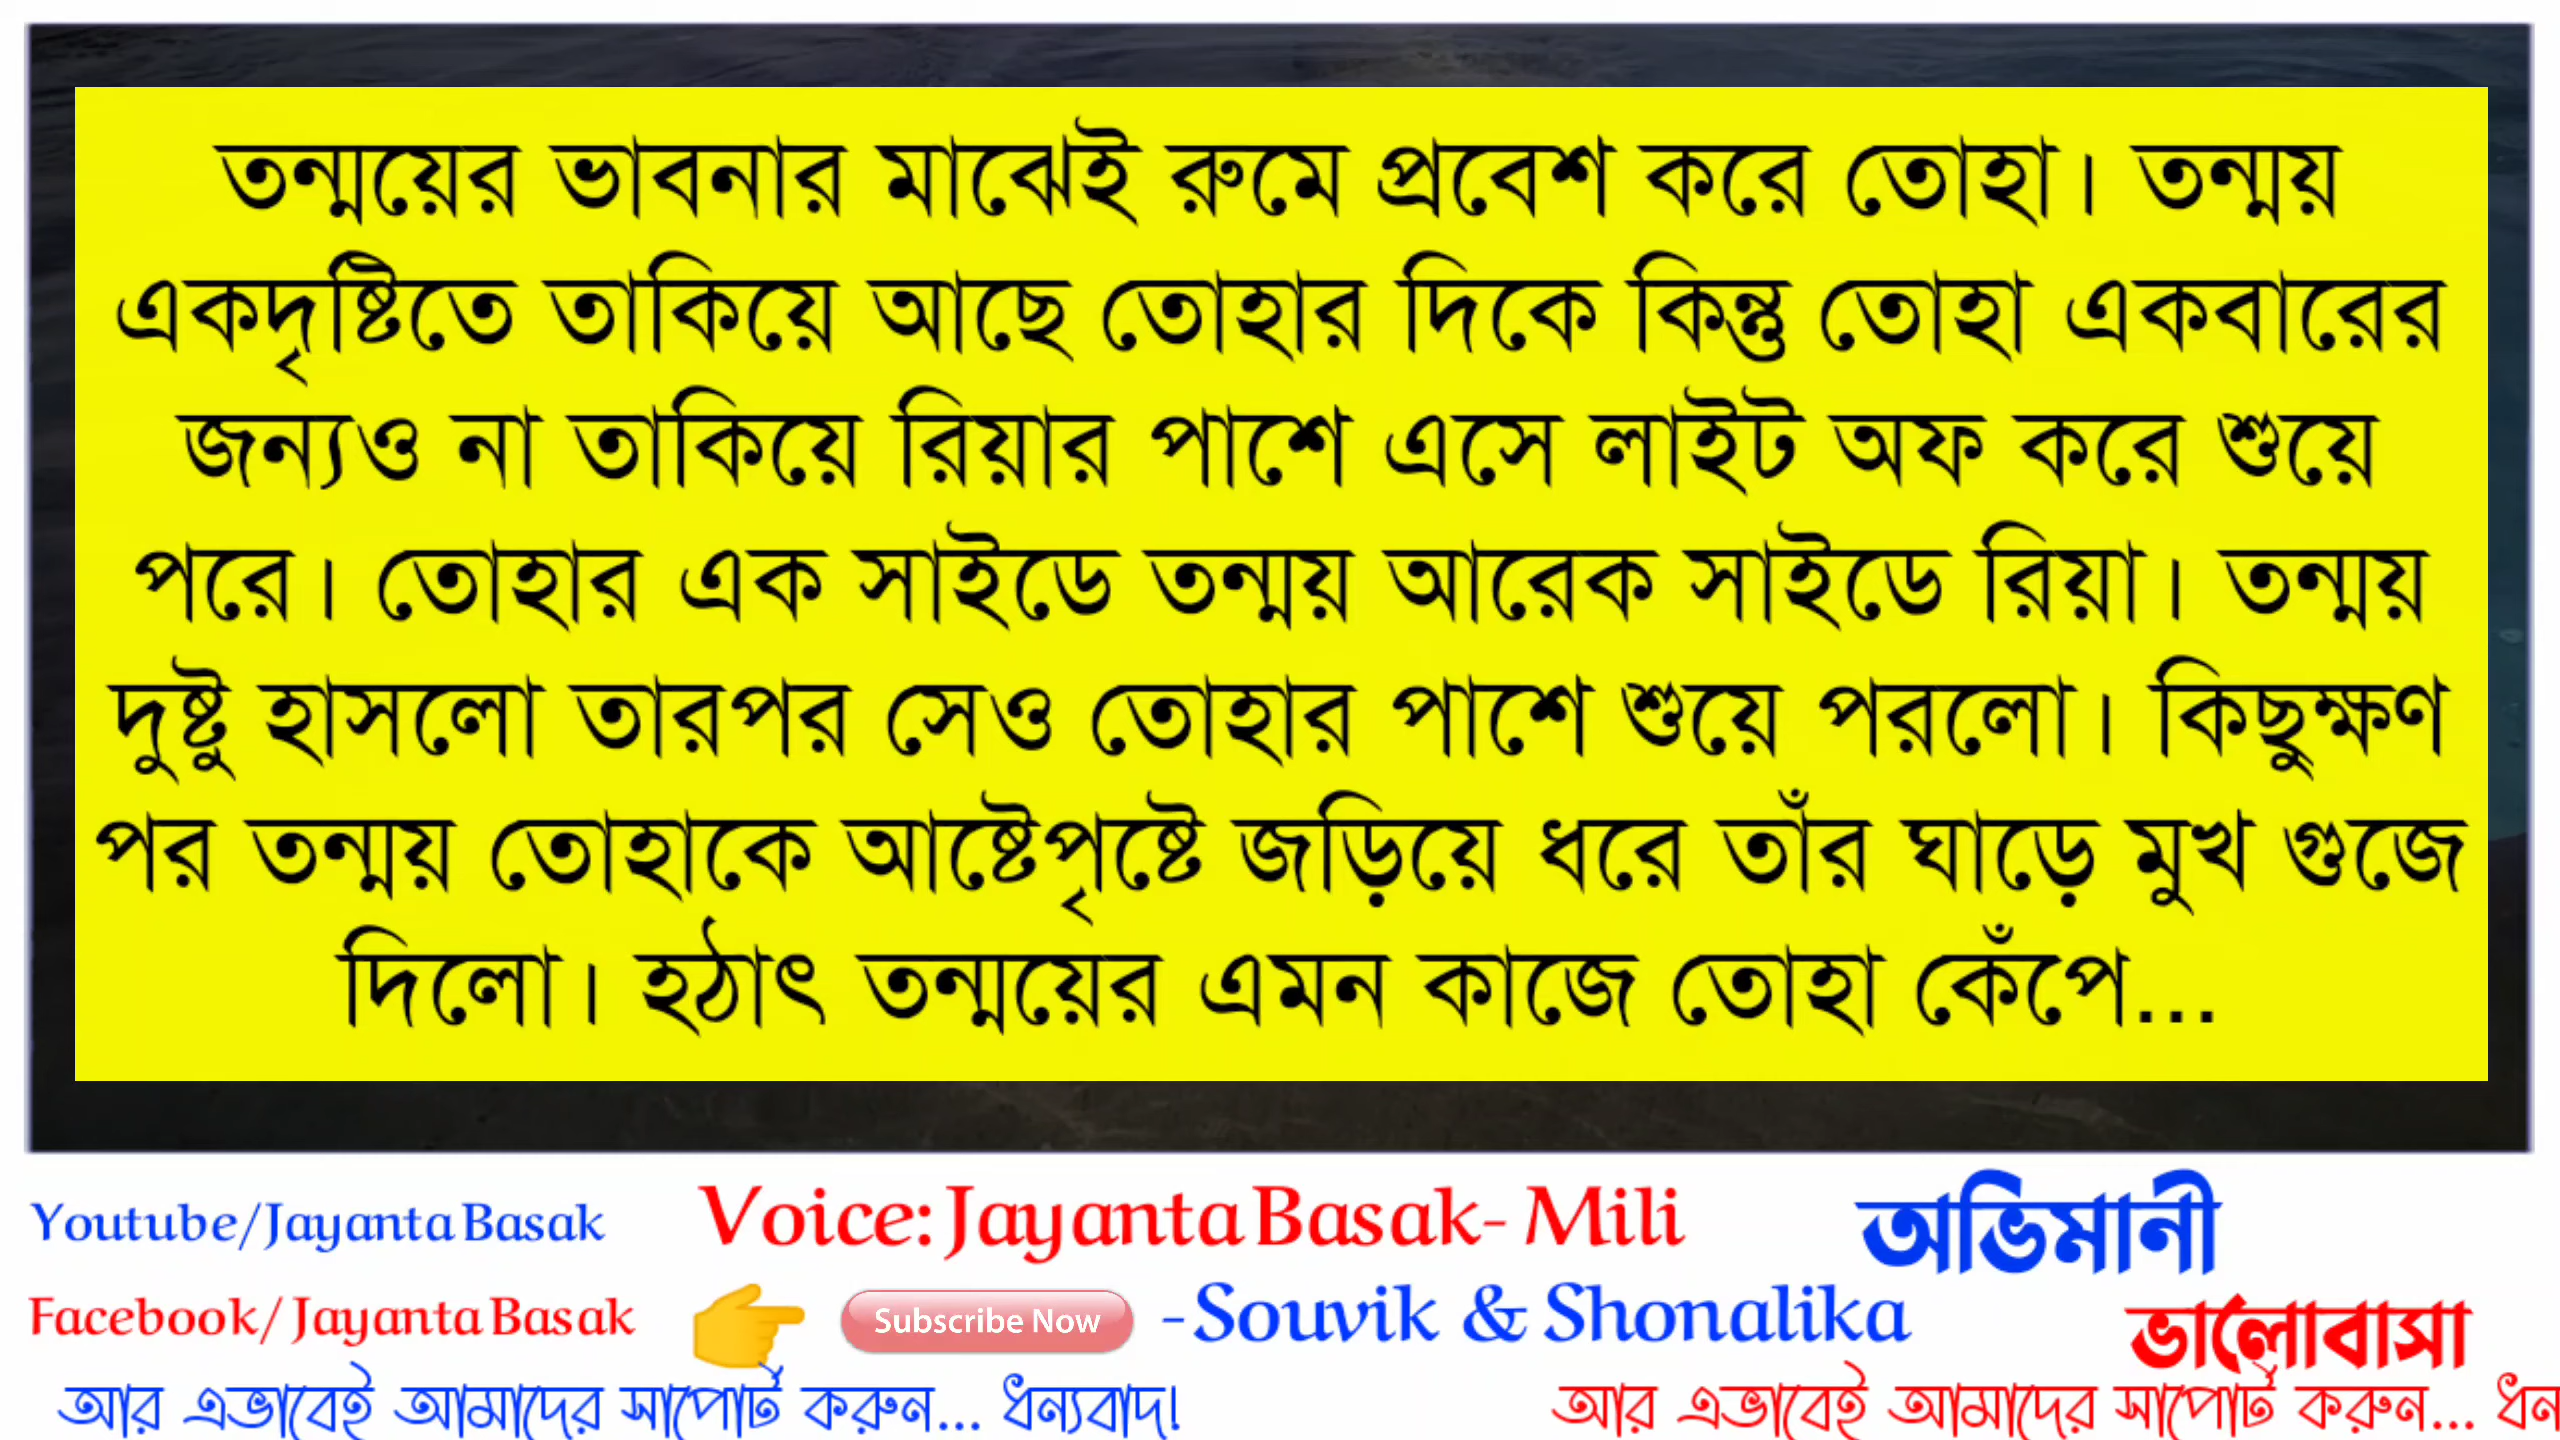 তন্ময়ের ভাবনার মাঝেই রুমে প্রবেশ করে তোহা। তন্ময়
একদৃষ্টিতে তাকিয়ে আছে তোহার দিকে কিন্তু তোহা একবারের
জন্যও না তাকিয়ে রিয়ার পাশে এসে লাইট অফ করে শুয়ে
পরে। তোহার এক সাইডে তন্ময় আরেক সাইডে রিয়া। তন্ময়
দুষ্টু হাসলো তারপর সেও তোহার পাশে শুয়ে পরলো। কিছুক্ষণ
পর তন্ময় তোহাকে আষ্টেপৃষ্টে জড়িয়ে ধরে তাঁর ঘাড়ে মুখ গুজে
দিলো। হঠাৎ তন্ময়ের এমন কাজে তোহা কেঁপে...
Youtube/Jayanta Basak
Voice: Jayanta Basak- Mili
অভিমানী
Facebook/ Jayanta Basak
Subscribe Now
-Souvik & Shonalika
ভালোবাসা
আর এভাবেই আমাদের সাপোর্ট করুন... ধন্যবাদ!
আর এভাবেই আমাদের সাপোর্ট করুন...